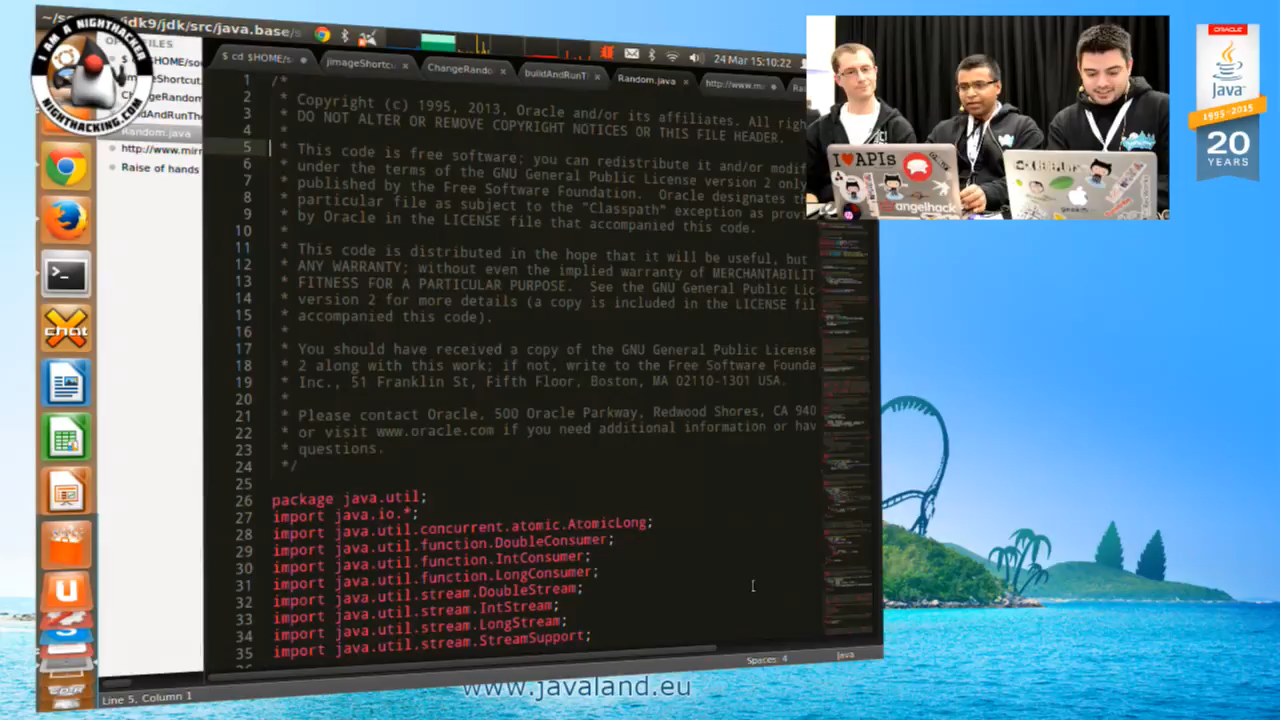 ~/s
jdk9/jdk/src/java.base/s
24 Mar 15:10:22
I AM A NIGHTHACKER
NIGHTHACKING.COM
FILES
$ cd $HOME/s
jimageShortcu
ChangeRando
buildAndRunT
Random.java
http://www.m
jimageShortcut.
ChangeRandom
ldAndRunThe
Random.java
http://www.mirr
Raise of hands
1 /*
2 * Copyright (c) 1995, 2013, Oracle and/or its affiliates. All righ
3 * DO NOT ALTER OR REMOVE COPYRIGHT NOTICES OR THIS FILE HEADER.
4 *
5 * This code is free software; you can redistribute it and/or modif
6 * under the terms of the GNU General Public License version 2 only
7 * published by the Free Software Foundation. Oracle designates th
8 * particular file as subject to the "Classpath" exception as provi
9 * by Oracle in the LICENSE file that accompanied this code.
10 *
11 * This code is distributed in the hope that it will be useful, but
12 * ANY WARRANTY; without even the implied warranty of MERCHANTABILIT
13 * FITNESS FOR A PARTICULAR PURPOSE. See the GNU General Public Lic
14 * version 2 for more details (a copy is included in the LICENSE fil
15 * accompanied this code).
16 *
17 * You should have received a copy of the GNU General Public License
18 * 2 along with this work; if not, write to the Free Software Founda
19 * Inc., 51 Franklin St, Fifth Floor, Boston, MA 02110-1301 USA.
20 *
21 * Please contact Oracle, 500 Oracle Parkway, Redwood Shores, CA 940
22 * or visit www.oracle.com if you need additional information or hav
23 * questions.
24 */
25
26 package java.util;
27 import java.io.*;
28 import java.util.concurrent.atomic.AtomicLong;
29 import java.util.function.DoubleConsumer;
30 import java.util.function.IntConsumer;
31 import java.util.function.LongConsumer;
32 import java.util.stream.DoubleStream;
33 import java.util.stream.IntStream;
34 import java.util.stream.LongStream;
35 import java.util.stream.StreamSupport;
Line 5, Column 1
Spaces: 4
Java
chat
www.javaland.eu
I♥APIs
angelhack
ORACLE
Java
1995-2015
20
YEARS